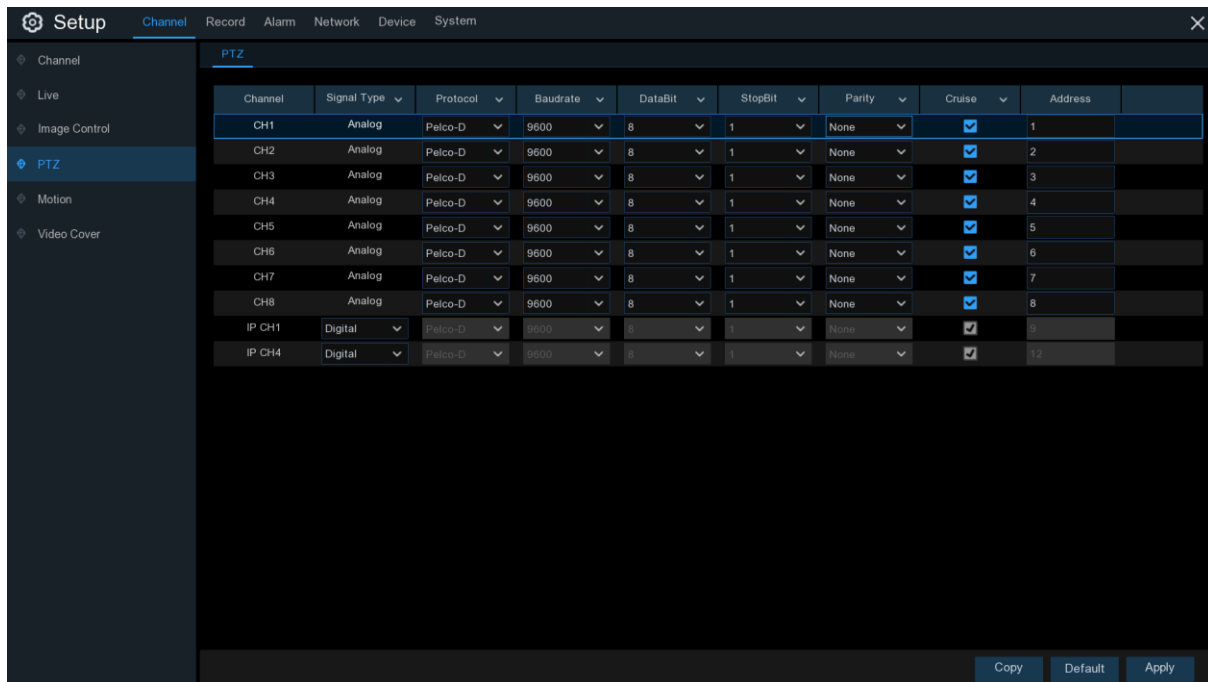 Setup Channel Record Alarm Network Device System
Channel
Live
Image Control
PTZ
Motion
Video Cover
PTZ
Channel Signal Type Protocol Baudrate DataBit StopBit Parity Cruise Address
CH1 Analog Pelco-D 9600 8 1 None 1
CH2 Analog Pelco-D 9600 8 1 None 2
CH3 Analog Pelco-D 9600 8 1 None 3
CH4 Analog Pelco-D 9600 8 1 None 4
CH5 Analog Pelco-D 9600 8 1 None 5
CH6 Analog Pelco-D 9600 8 1 None 6
CH7 Analog Pelco-D 9600 8 1 None 7
CH8 Analog Pelco-D 9600 8 1 None 8
IP CH1 Digital Pelco-D 9600 8 1 None 9
IP CH4 Digital Pelco-D 9600 8 1 None 12
Copy Default Apply